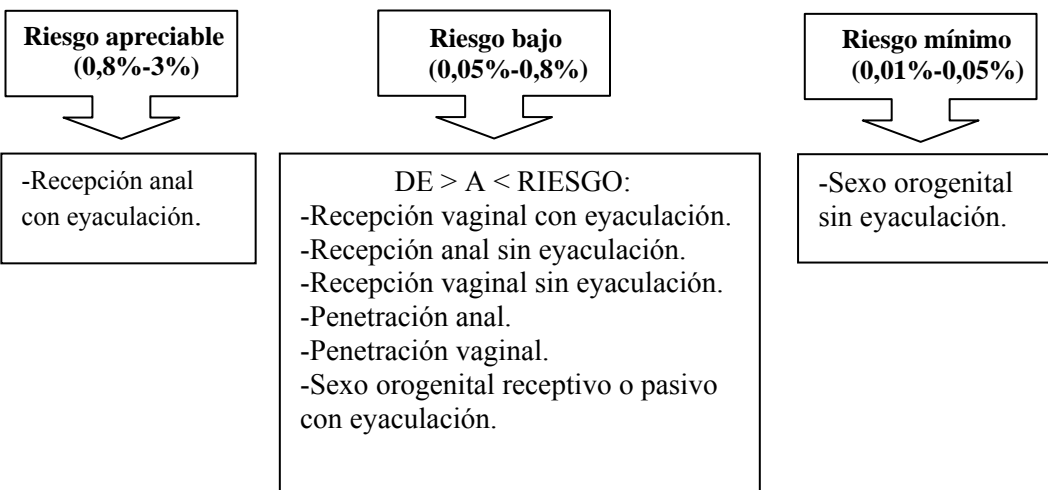 Riesgo apreciable
(0,8%-3%)
-Recepción anal
con eyaculación.
Riesgo bajo
(0,05%-0,8%)
DE > A < RIESGO:
-Recepción vaginal con eyaculación.
-Recepción anal sin eyaculación.
-Recepción vaginal sin eyaculación.
-Penetración anal.
-Penetración vaginal.
-Sexo orogenital receptivo o pasivo
con eyaculación.
Riesgo mínimo
(0,01%-0,05%)
-Sexo orogenital
sin eyaculación.